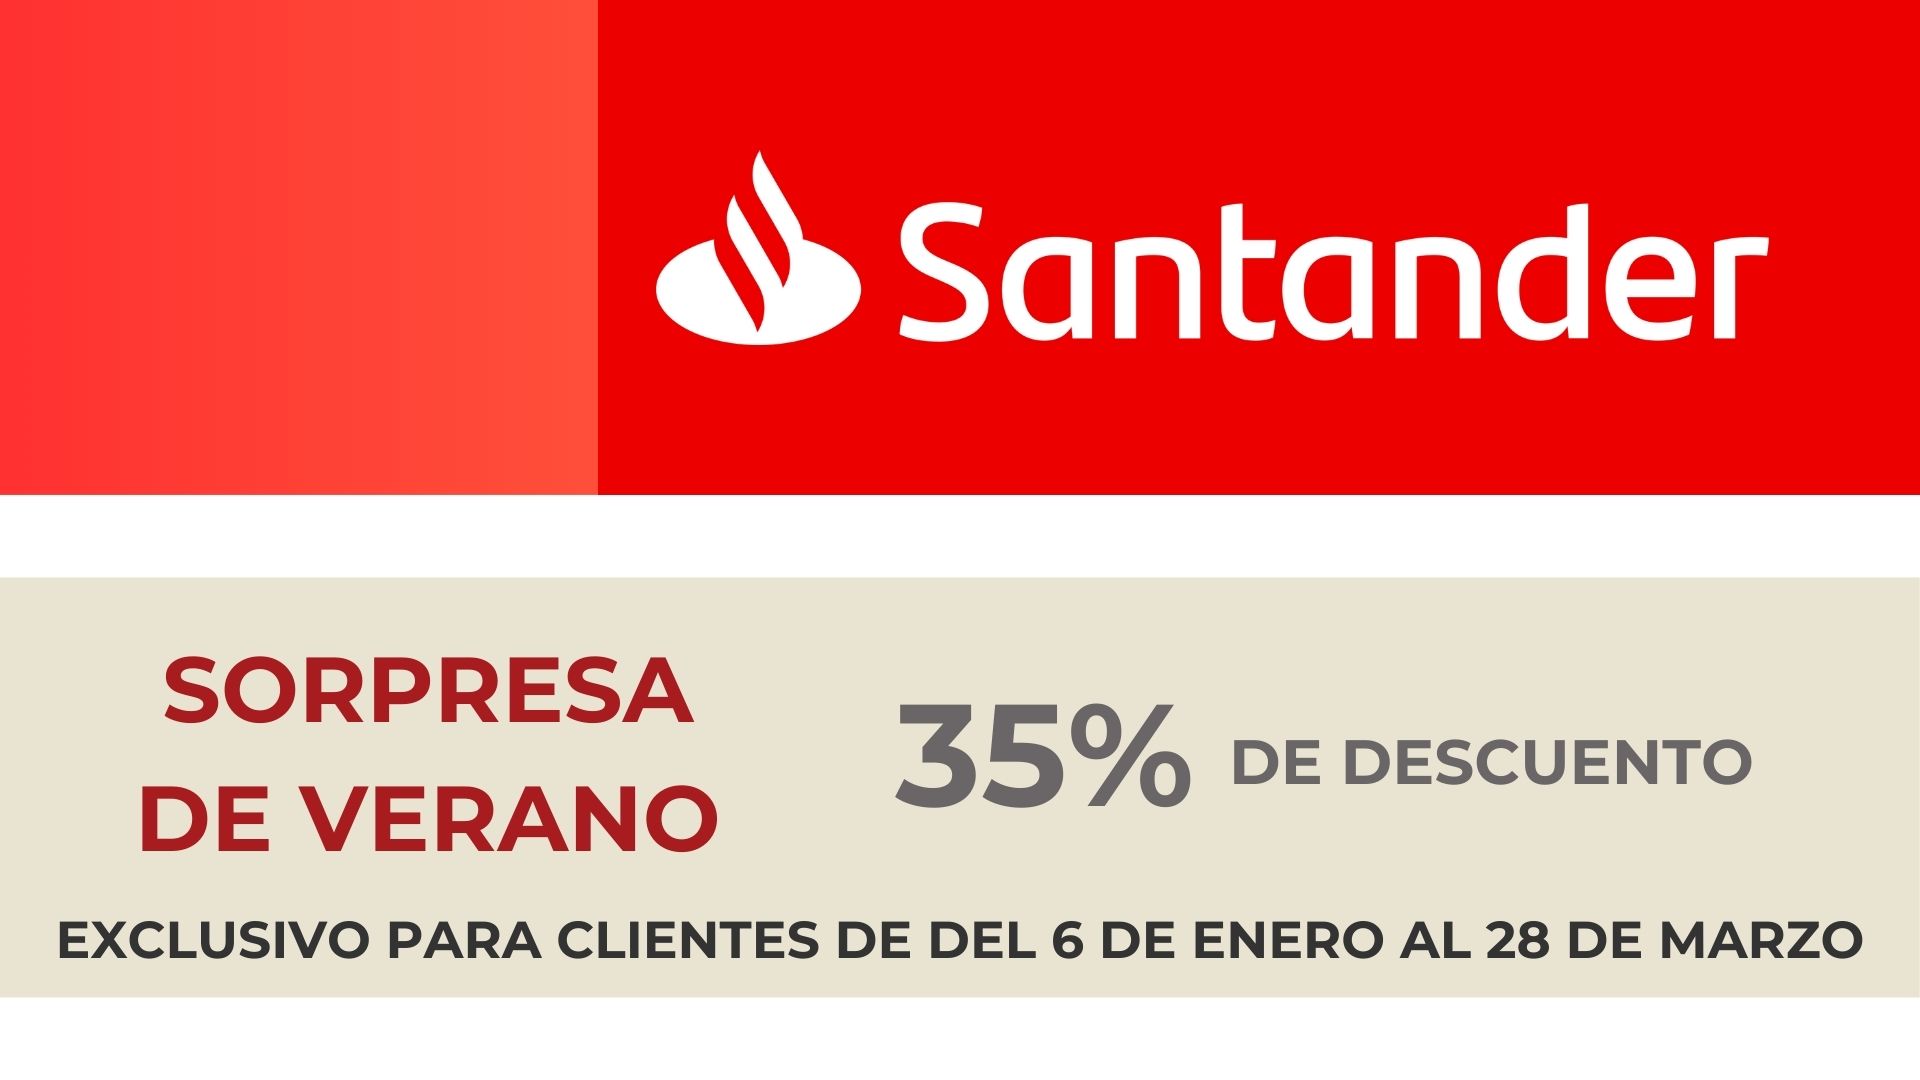 Santander
SORPRESA
DE VERANO
35% DE DESCUENTO
EXCLUSIVO PARA CLIENTES DE DEL 6 DE ENERO AL 28 DE MARZO